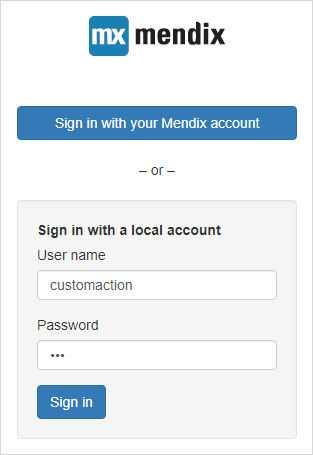 mx mendix
Sign in with your Mendix account
– or –
Sign in with a local account
User name
customaction
Password
•••
Sign in